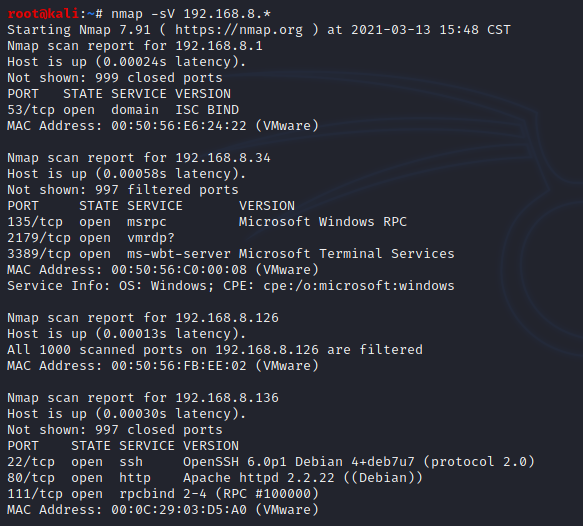 root@kali:~# nmap -sV 192.168.8.*
Starting Nmap 7.91 ( https://nmap.org ) at 2021-03-13 15:48 CST
Nmap scan report for 192.168.8.1
Host is up (0.00024s latency).
Not shown: 999 closed ports
PORT   STATE SERVICE VERSION
53/tcp open  domain  ISC BIND
MAC Address: 00:50:56:E6:24:22 (VMware)

Nmap scan report for 192.168.8.34
Host is up (0.00058s latency).
Not shown: 997 filtered ports
PORT     STATE SERVICE       VERSION
135/tcp  open  msrpc         Microsoft Windows RPC
2179/tcp open  vmrdp?
3389/tcp open  ms-wbt-server Microsoft Terminal Services
MAC Address: 00:50:56:C0:00:08 (VMware)
Service Info: OS: Windows; CPE: cpe:/o:microsoft:windows

Nmap scan report for 192.168.8.126
Host is up (0.00013s latency).
All 1000 scanned ports on 192.168.8.126 are filtered
MAC Address: 00:50:56:FB:EE:02 (VMware)

Nmap scan report for 192.168.8.136
Host is up (0.00030s latency).
Not shown: 997 closed ports
PORT    STATE SERVICE VERSION
22/tcp  open  ssh     OpenSSH 6.0p1 Debian 4+deb7u7 (protocol 2.0)
80/tcp  open  http    Apache httpd 2.2.22 ((Debian))
111/tcp open  rpcbind 2-4 (RPC #100000)
MAC Address: 00:0C:29:03:D5:A0 (VMware)